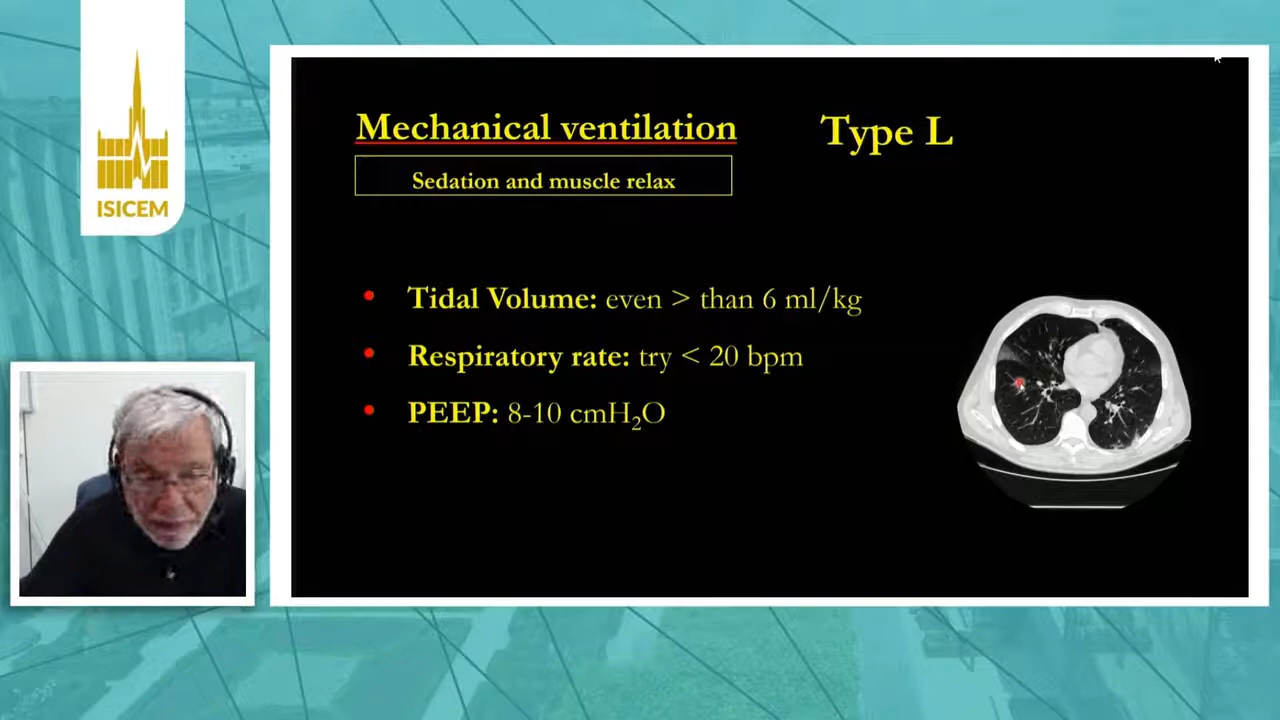 ISICEM
Mechanical ventilation
Type L
Sedation and muscle relax
• Tidal Volume: even > than 6 ml/kg
• Respiratory rate: try < 20 bpm
• PEEP: 8-10 cmH₂O